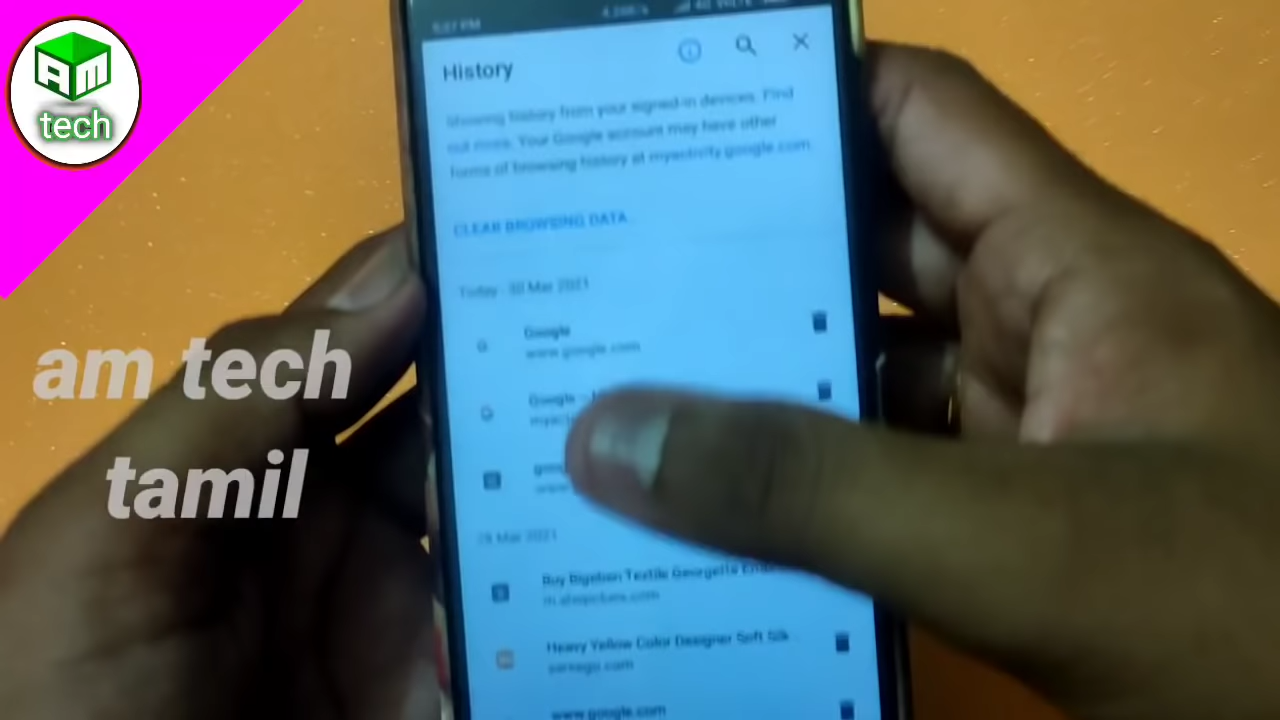 AM
tech
am tech
tamil
History
Showing history from your signed-in devices. Find
out more. Your Google account may have other
forms of browsing history at myactivity.google.com.
CLEAR BROWSING DATA...
Today - 30 Mar 2021
Google
www.google.com
Google
G
Mar 2021
Buy Bigeben Textile Georgette
Heavy Yellow Color Designer Soft Silk...
www.google.com